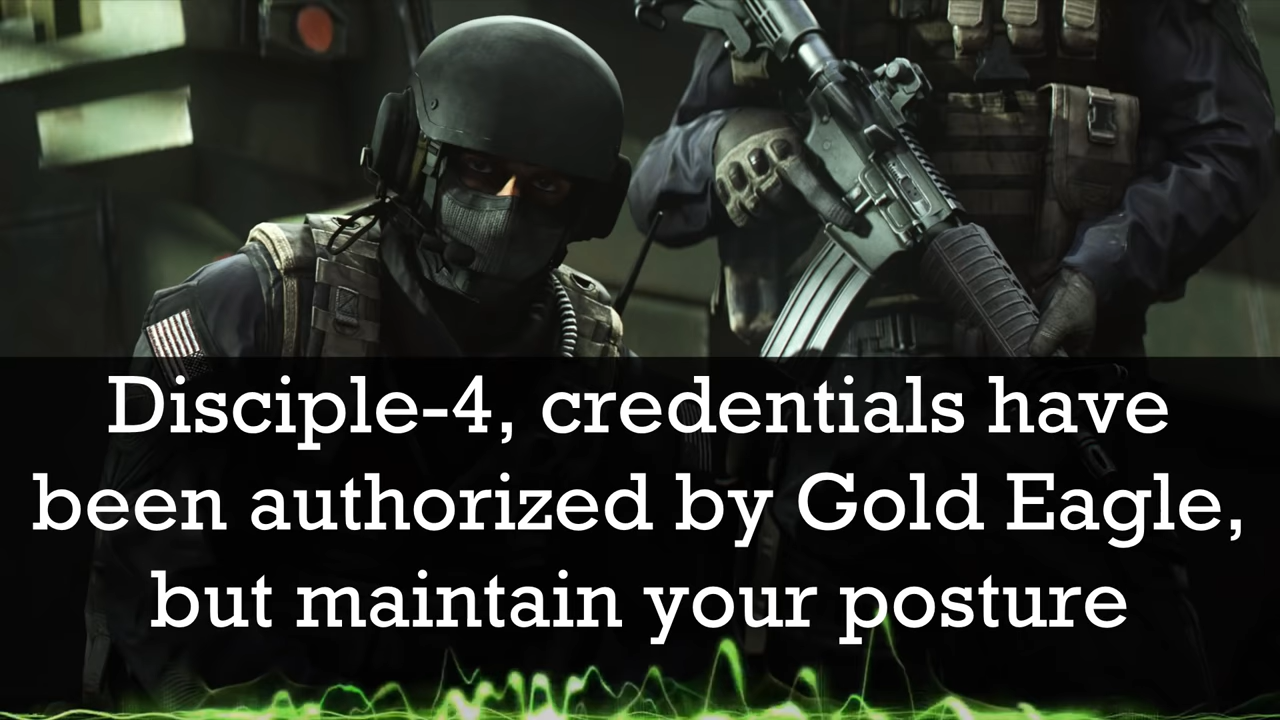 Disciple-4, credentials have
been authorized by Gold Eagle,
but maintain your posture